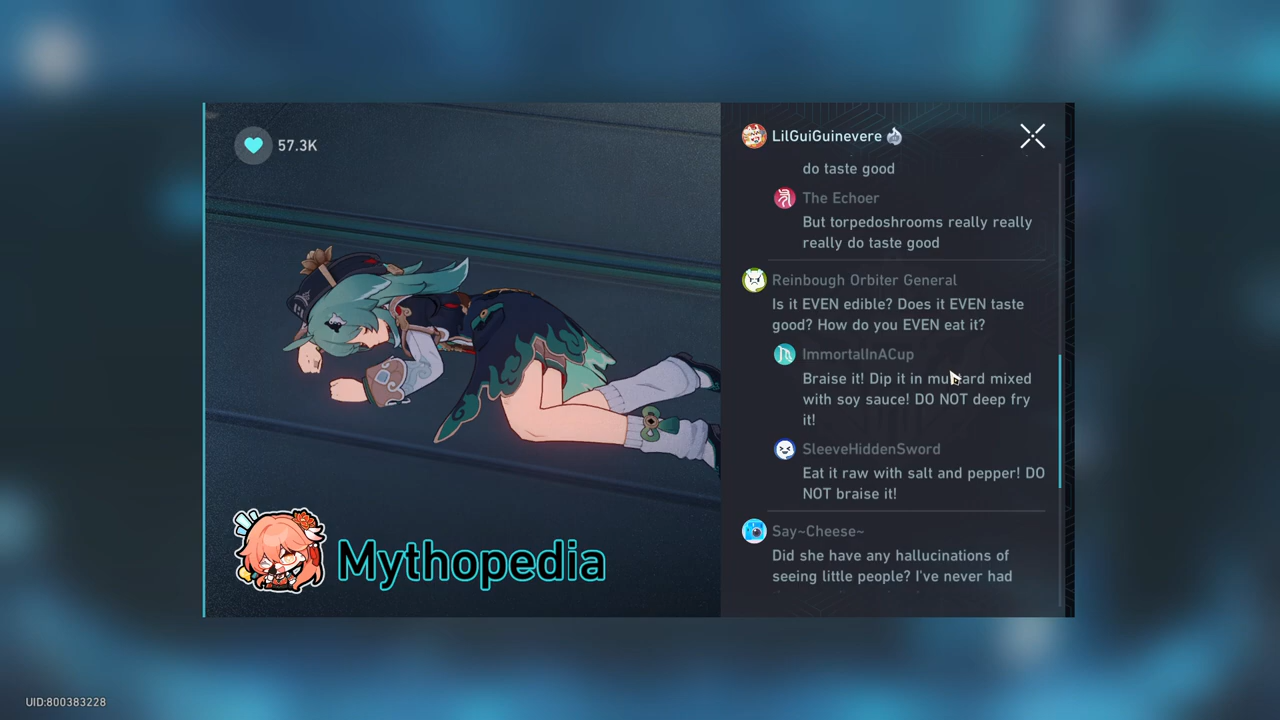 57.3K
Mythopedia
LilGuiGuinevere
do taste good
The Echoer
But torpedoshrooms really really
really do taste good
Reinbough Orbiter General
Is it EVEN edible? Does it EVEN taste
good? How do you EVEN eat it?
ImmortalInACup
Braise it! Dip it in mustard mixed
with soy sauce! DO NOT deep fry
it!
SleeveHiddenSword
Eat it raw with salt and pepper! DO
NOT braise it!
Say~Cheese~
Did she have any hallucinations of
seeing little people? I've never had
UID:800383228